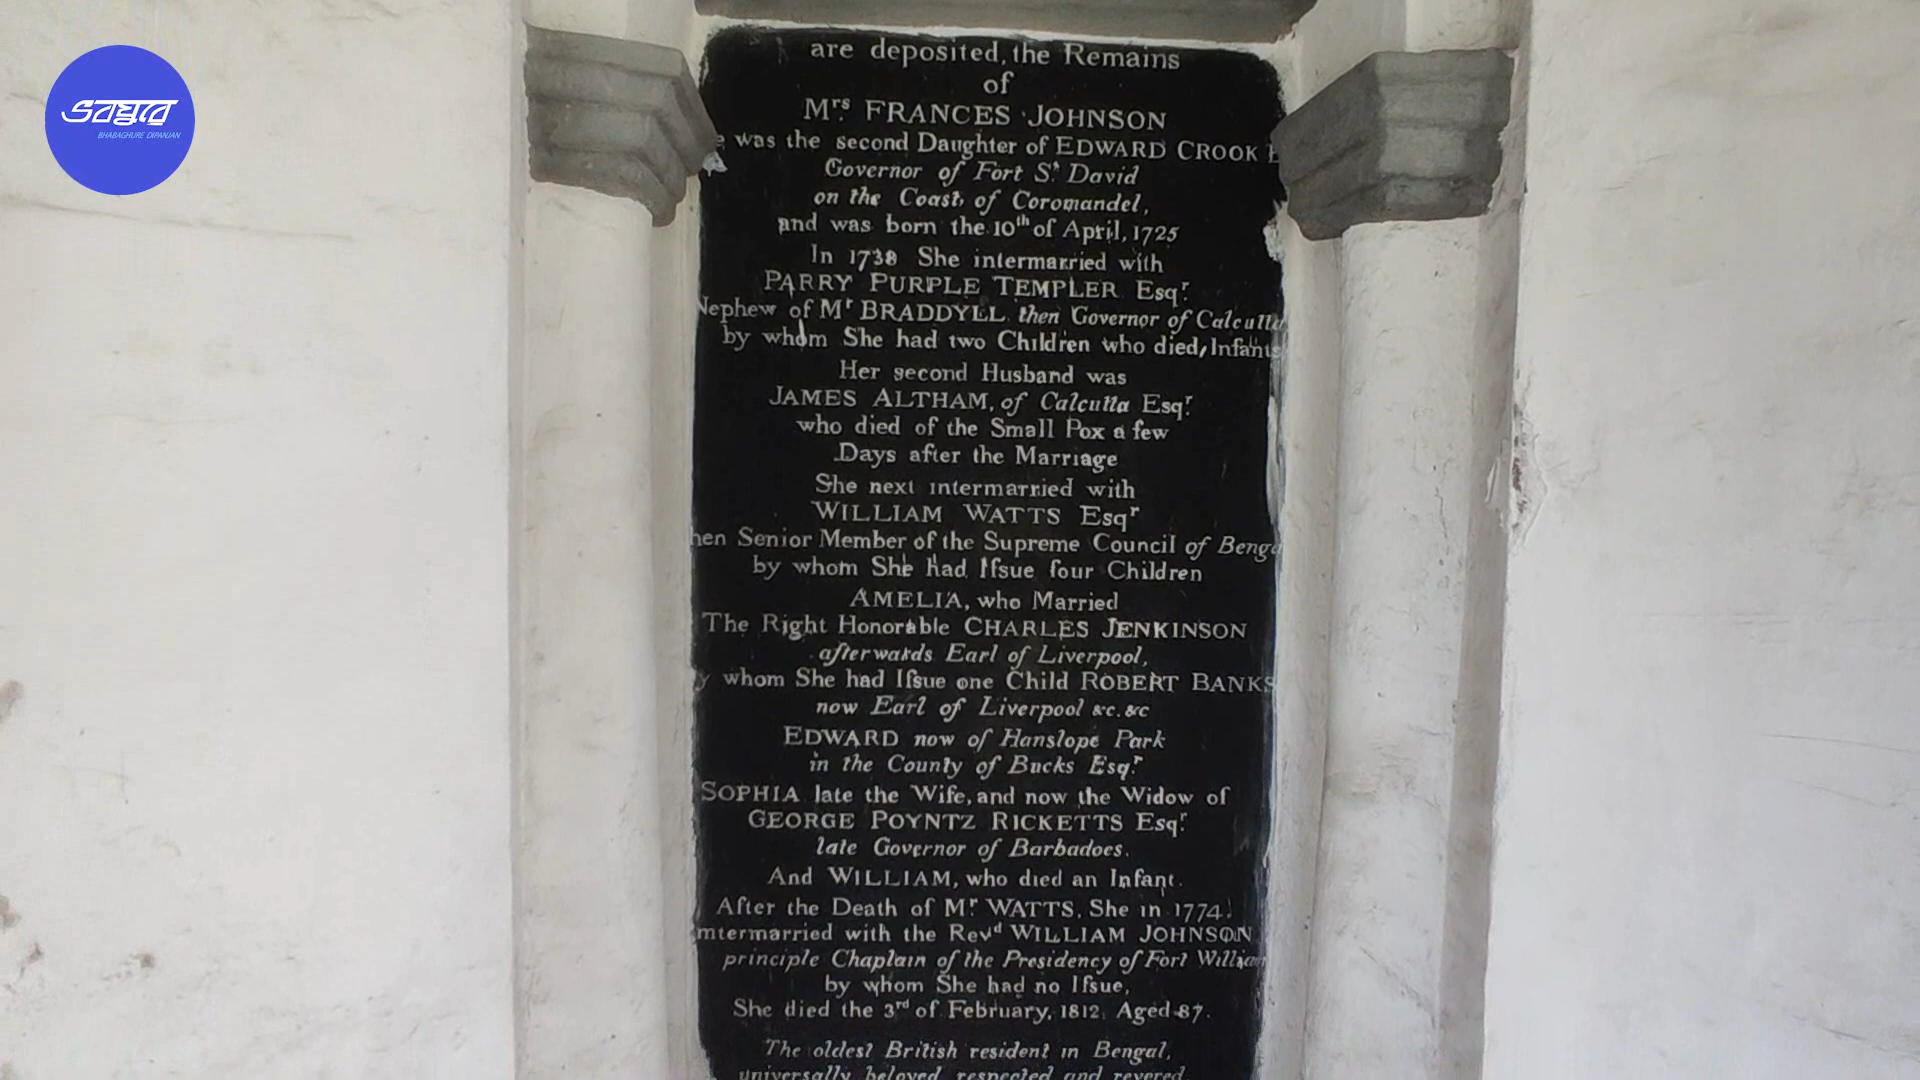 ভবঘুরে
BHABAGHURE DIPANJAN
are deposited, the Remains
of
Mrs FRANCES JOHNSON
was the second Daughter of EDWARD CROOK
Governor of Fort St. David
on the Coast, of Coromandel,
and was born the 10th of April, 1725
In 1738 She intermarried with
PARRY PURPLE TEMPLER Esqr.
Nephew of Mr BRADDYLL then Governor of Calcutta
by whom She had two Children who died, Infants
Her second Husband was
JAMES ALTHAM, of Calcutta Esqr.
who died of the Small Pox a few
Days after the Marriage
She next intermarried with
WILLIAM WATTS Esqr
hen Senior Member of the Supreme Council of Benga
by whom She Had Ifsue four Children
AMELIA, who Married
The Right Honorable CHARLES JENKINSON
afterwards Earl of Liverpool,
y whom She had Ifsue one Child ROBERT BANKS
now Earl of Liverpool &c. &c
EDWARD now of Hanslope Park
in the County of Bucks Esqr.
SOPHIA late the Wife, and now the Widow of
GEORGE POYNTZ RICKETTS Esqr.
late Governor of Barbadoes.
And WILLIAM, who died an Infant.
After the Death of Mr. WATTS, She in 1774.
intermarried with the Revd WILLIAM JOHNSON
principle Chaplain of the Presidency of Fort William
by whom She had no Ifsue,
She died the 3rd of February, 1812, Aged 87.
The oldest British resident in Bengal,
universally beloved respected and revered.